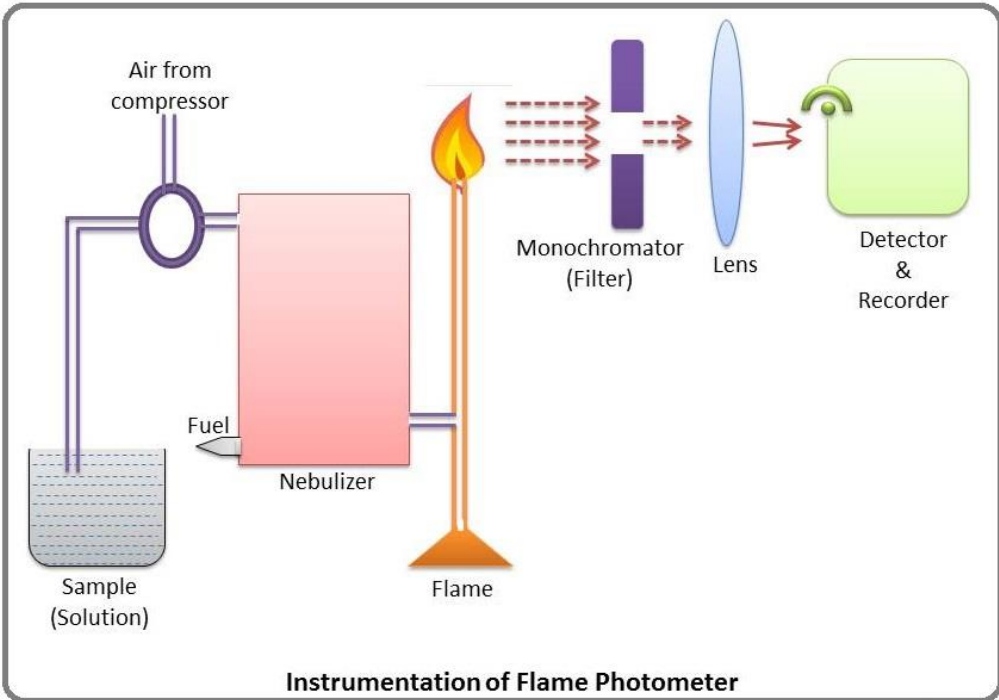 Air from
compressor
Monochromator
(Filter)
Lens
Detector
&
Recorder
Fuel
Nebulizer
Sample
(Solution)
Flame
Instrumentation of Flame Photometer